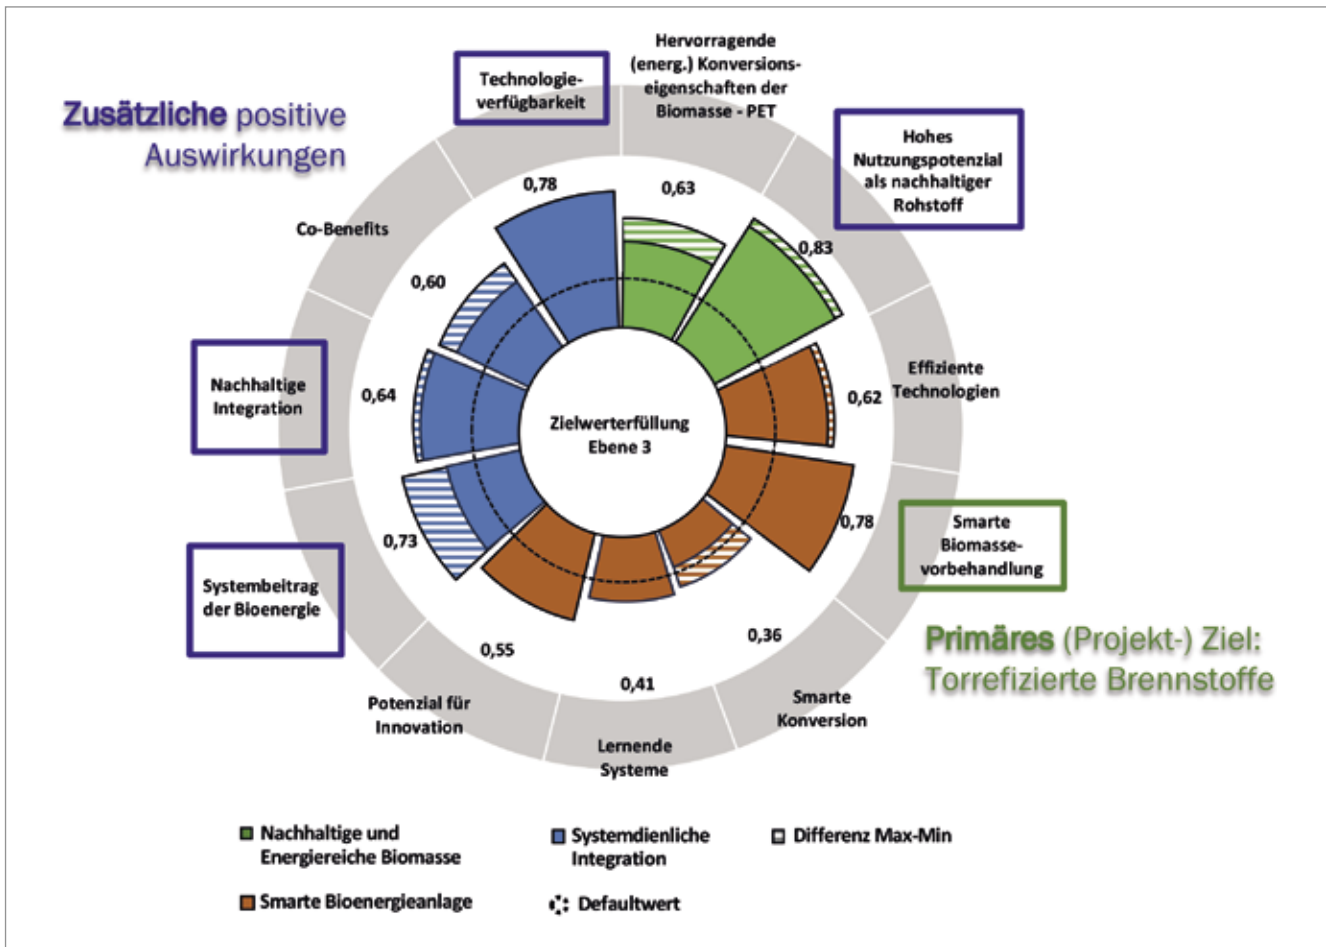 Zusätzliche positive
Auswirkungen
Technologie-
verfügbarkeit
Hervorragende
(energ.) Konversions-
eigenschaften der
Biomasse - PET
Hohes
Nutzungspotenzial
als nachhaltiger
Rohstoff
Effiziente
Technologien
Smarte
Biomasse-
vorbehandlung
Primäres (Projekt-) Ziel:
Torrefizierte Brennstoffe
Smarte
Konversion
Lernende
Systeme
Potenzial für
Innovation
Systembeitrag
der Bioenergie
Nachhaltige
Integration
Co-Benefits
0,78
0,63
0,83
0,62
0,78
0,36
0,41
0,55
0,73
0,64
0,60
Zielwerterfüllung
Ebene 3
Nachhaltige und
Energiereiche Biomasse
Smarte Bioenergieanlage
Systemdienliche
Integration
Defaultwert
Differenz Max-Min